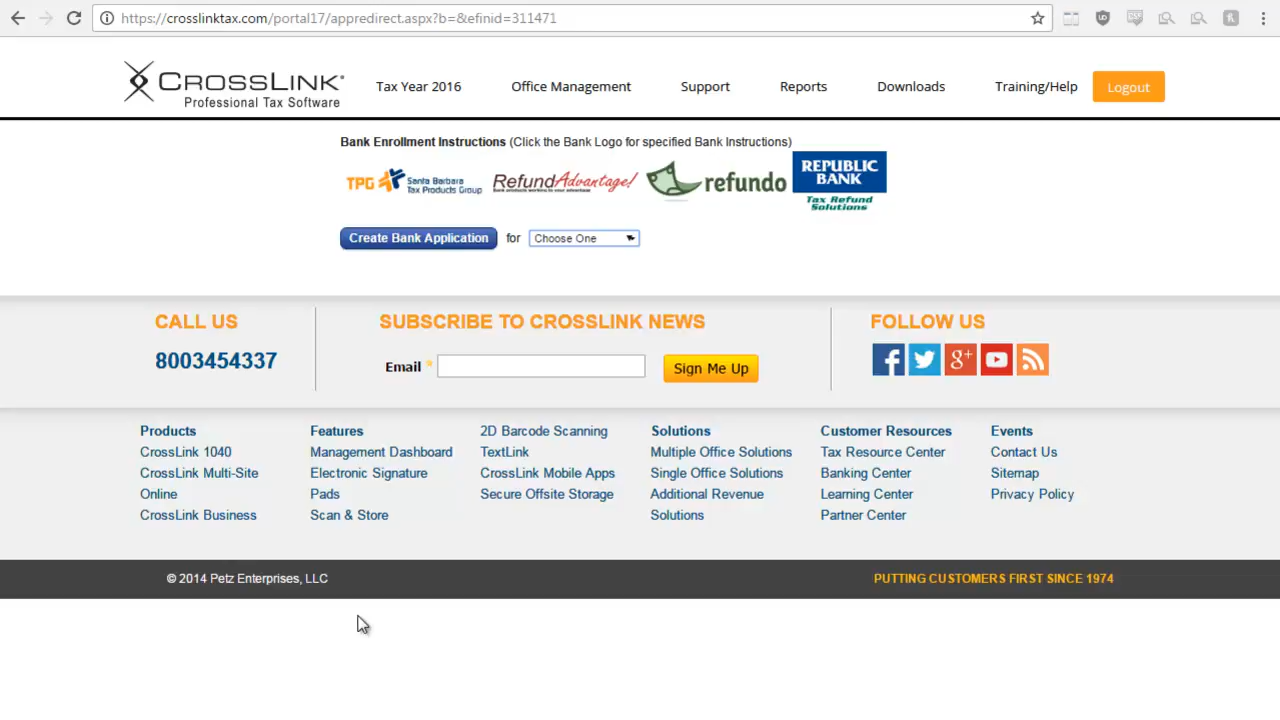 https://crosslinktax.com/portal17/appredirect.aspx?b=&efinid=311471
CROSSLINK
Professional Tax Software
Tax Year 2016
Office Management
Support
Reports
Downloads
Training/Help
Logout
Bank Enrollment Instructions (Click the Bank Logo for specified Bank Instructions)
TPG Santa Barbara Tax Products Group
RefundAdvantage!
Bank products working to your advantage!
refundo
REPUBLIC BANK
Tax Refund Solutions
Create Bank Application for Choose One
CALL US
8003454337
SUBSCRIBE TO CROSSLINK NEWS
Email * Sign Me Up
FOLLOW US
Products
CrossLink 1040
CrossLink Multi-Site
Online
CrossLink Business
Features
Management Dashboard
Electronic Signature
Pads
Scan & Store
2D Barcode Scanning
TextLink
CrossLink Mobile Apps
Secure Offsite Storage
Solutions
Multiple Office Solutions
Single Office Solutions
Additional Revenue
Solutions
Customer Resources
Tax Resource Center
Banking Center
Learning Center
Partner Center
Events
Contact Us
Sitemap
Privacy Policy
© 2014 Petz Enterprises, LLC
PUTTING CUSTOMERS FIRST SINCE 1974